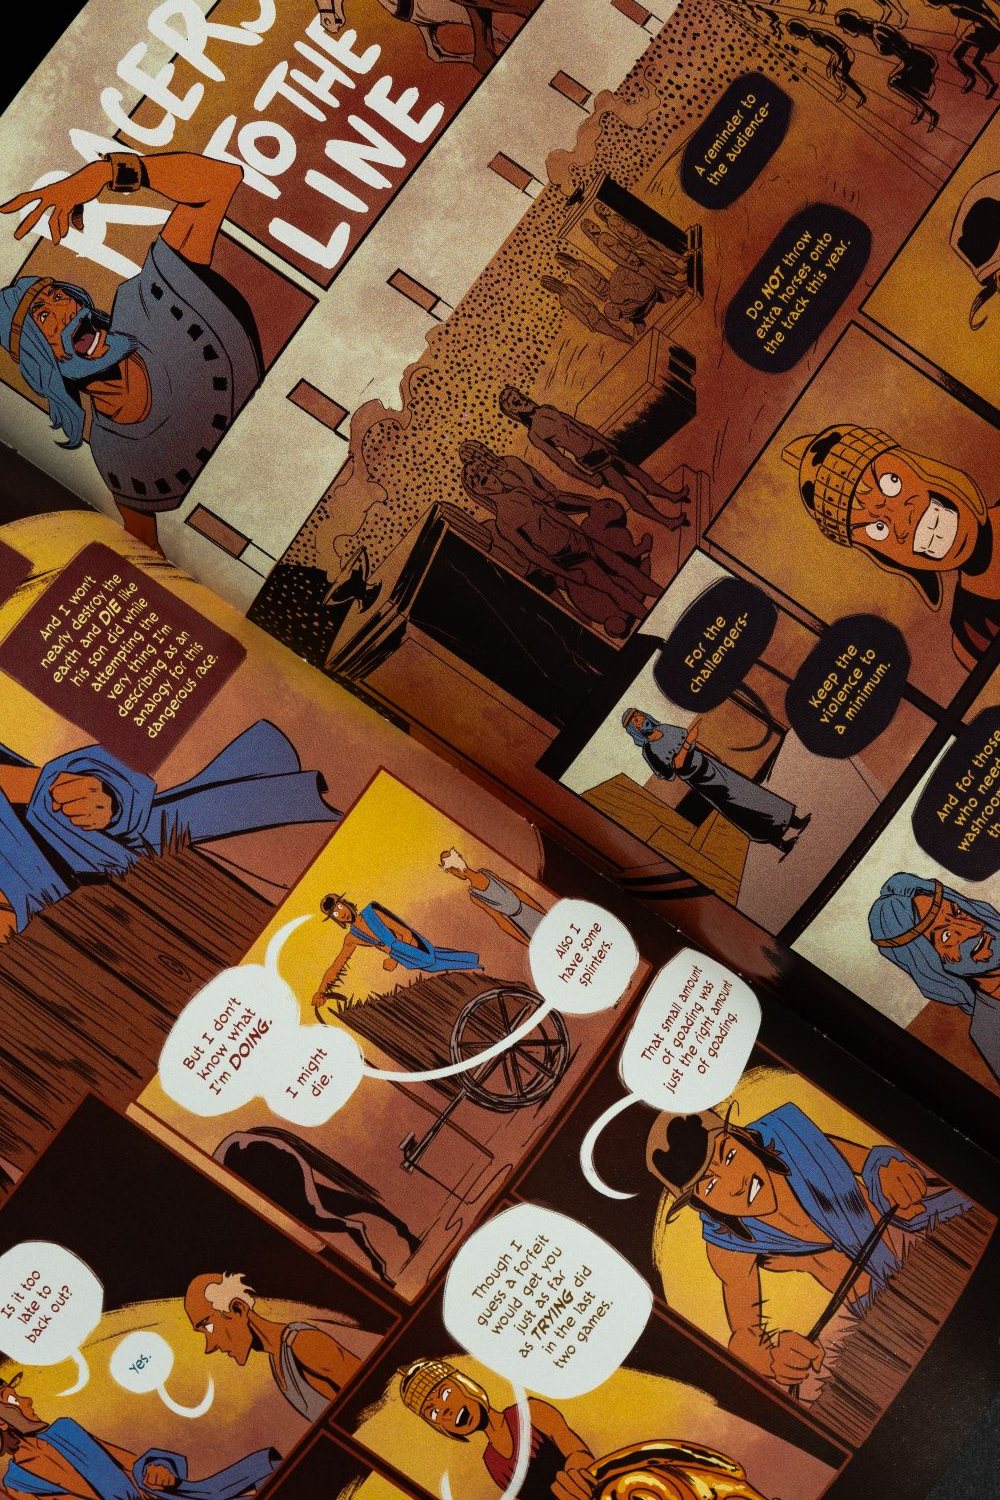 RACERS
TO THE
LINE
A reminder to
the audience-
Do NOT throw
extra horses onto
the track this year.
For the
challengers-
Keep the
violence to
a minimum.
And for those
who need
washroom
And I won't
nearly destroy the
earth and DIE like
his son did while
attempting the
very thing I'm
describing as an
analogy for this
dangerous race.
But I don't
know what
I'm DOING.
I might
die.
Also I
have some
splinters.
That small amount
of goading was
just the right amount
of goading.
Is it too
late to
back out?
Yes.
Though I
guess a forfeit
would get you
just as far
as TRYING did
in the last
two games.